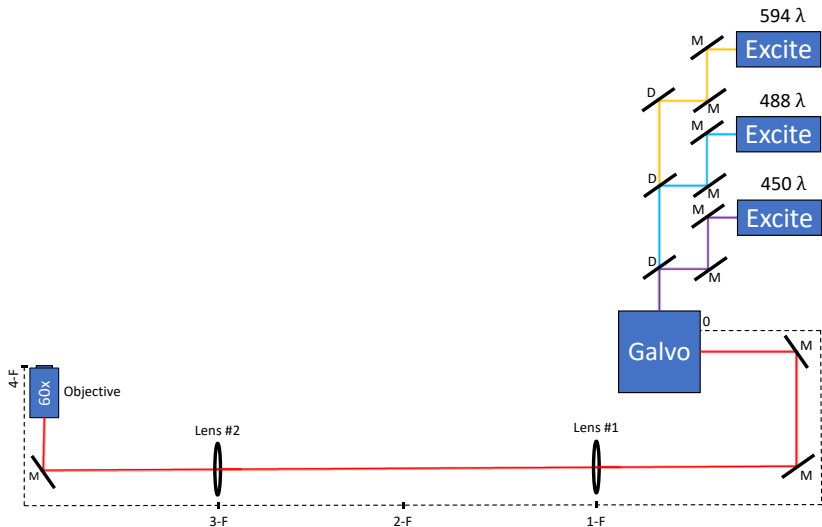 594 λ
M
Excite
D
M
488 λ
M
Excite
D
M
450 λ
M
Excite
D
M
0
Galvo
M
4-F
60x
Objective
Lens #2
Lens #1
M
M
3-F
2-F
1-F